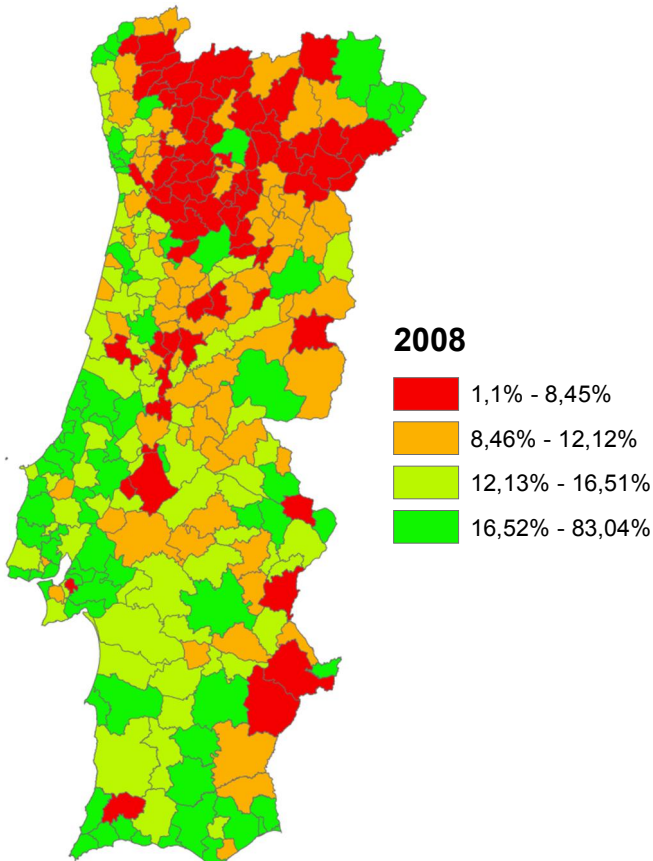 2008
1,1% - 8,45%
8,46% - 12,12%
12,13% - 16,51%
16,52% - 83,04%